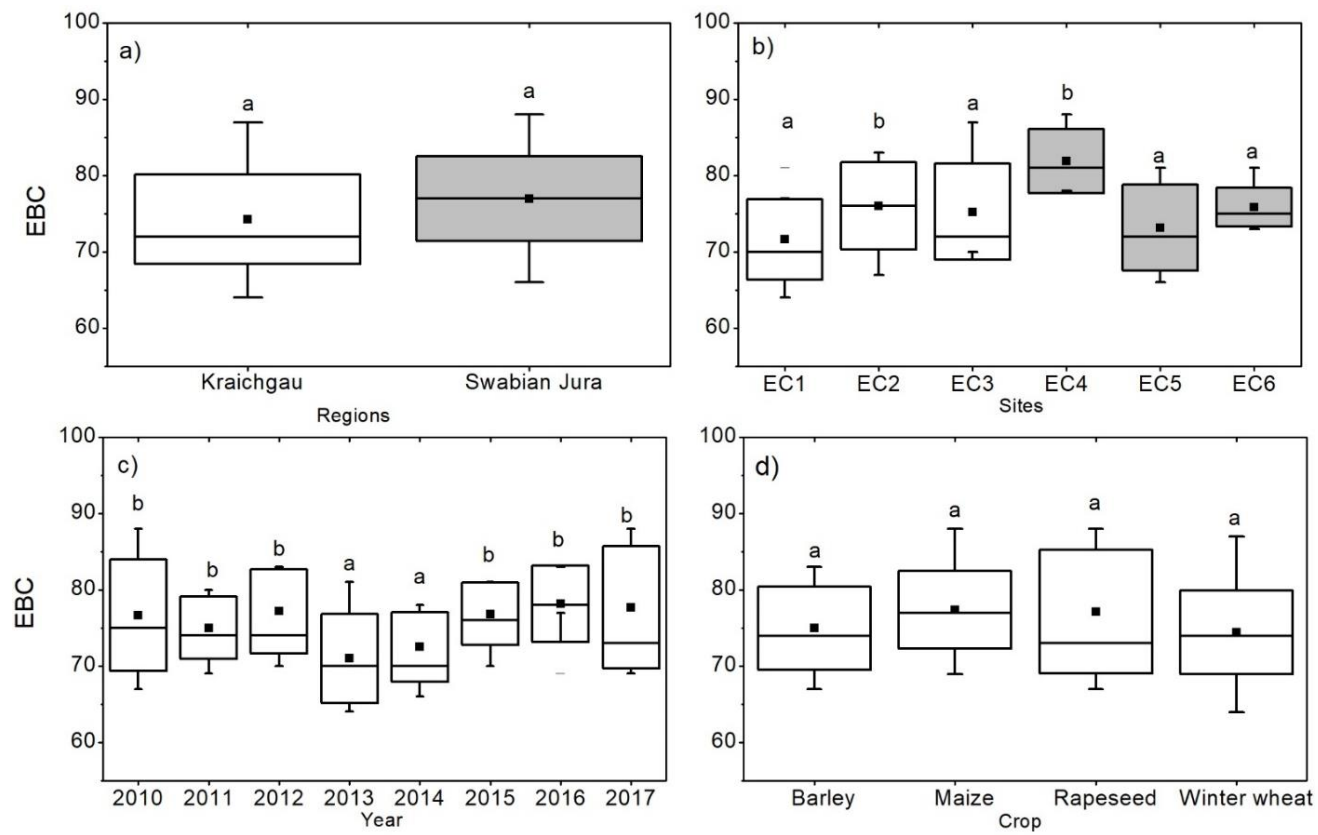 100
90
80
70
60
EBC
a)
a
a
Kraichgau
Swabian Jura
Regions
100
90
80
70
60
b)
a
b
a
b
a
a
EC1
EC2
EC3
EC4
EC5
EC6
Sites
100
90
80
70
60
EBC
c)
b
b
b
a
a
b
b
b
2010
2011
2012
2013
2014
2015
2016
2017
Year
100
90
80
70
60
d)
a
a
a
a
Barley
Maize
Rapeseed
Winter wheat
Crop